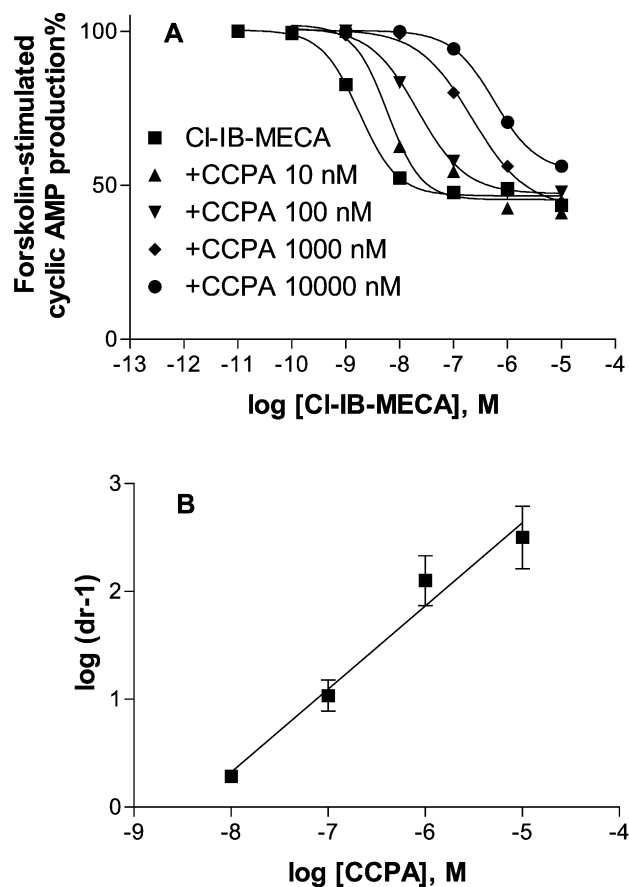 Forskolin-stimulated
cyclic AMP production%
100
50
0
A
Cl-IB-MECA
+CCPA 10 nM
+CCPA 100 nM
+CCPA 1000 nM
+CCPA 10000 nM
-13 -12 -11 -10 -9 -8 -7 -6 -5 -4
log [Cl-IB-MECA], M
B
log (dr-1)
3
2
1
0
-9 -8 -7 -6 -5 -4
log [CCPA], M